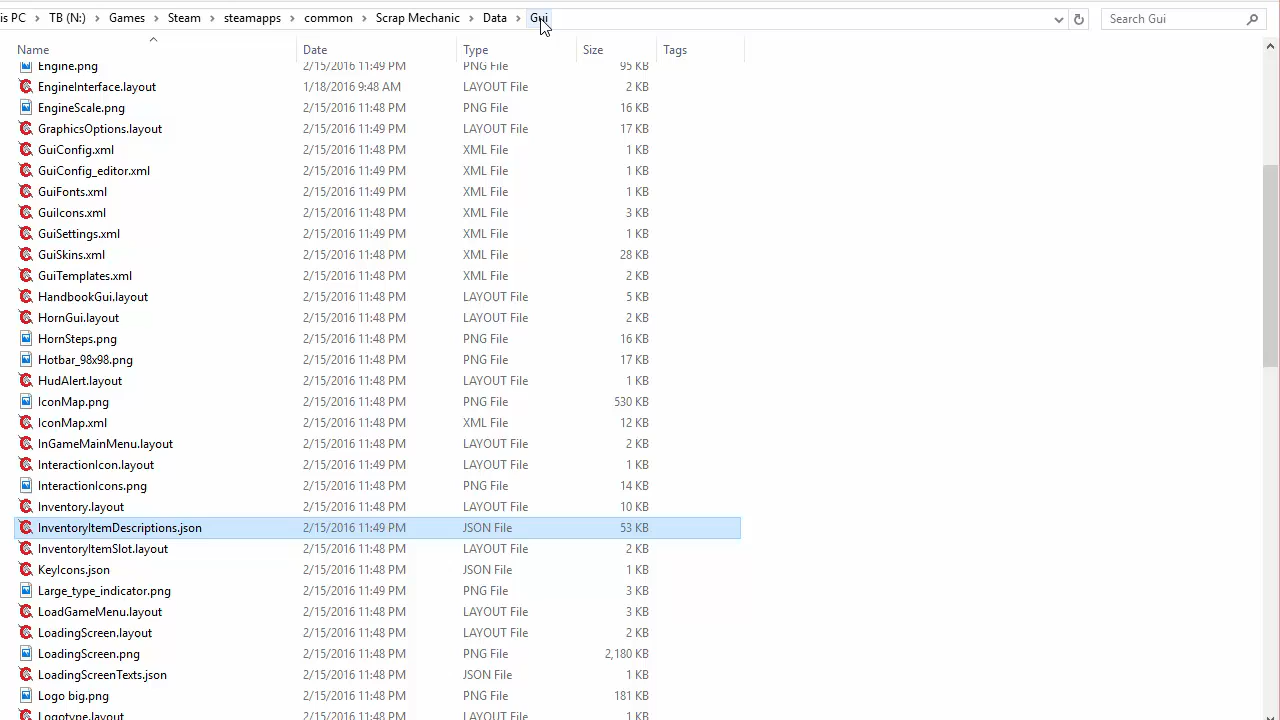 is PC > TB (N:) > Games > Steam > steamapps > common > Scrap Mechanic > Data > Gui Search Gui
Name Date Type Size Tags
Engine.png 2/15/2016 11:49 PM PNG File 95 KB
EngineInterface.layout 1/18/2016 9:48 AM LAYOUT File 2 KB
EngineScale.png 2/15/2016 11:48 PM PNG File 16 KB
GraphicsOptions.layout 2/15/2016 11:49 PM LAYOUT File 17 KB
GuiConfig.xml 2/15/2016 11:48 PM XML File 1 KB
GuiConfig_editor.xml 2/15/2016 11:49 PM XML File 1 KB
GuiFonts.xml 2/15/2016 11:49 PM XML File 1 KB
GuiIcons.xml 2/15/2016 11:48 PM XML File 3 KB
GuiSettings.xml 2/15/2016 11:49 PM XML File 1 KB
GuiSkins.xml 2/15/2016 11:48 PM XML File 28 KB
GuiTemplates.xml 2/15/2016 11:48 PM XML File 2 KB
HandbookGui.layout 2/15/2016 11:48 PM LAYOUT File 5 KB
HornGui.layout 2/15/2016 11:48 PM LAYOUT File 2 KB
HornSteps.png 2/15/2016 11:48 PM PNG File 16 KB
Hotbar_98x98.png 2/15/2016 11:48 PM PNG File 17 KB
HudAlert.layout 2/15/2016 11:48 PM LAYOUT File 1 KB
IconMap.png 2/15/2016 11:48 PM PNG File 530 KB
IconMap.xml 2/15/2016 11:48 PM XML File 12 KB
InGameMainMenu.layout 2/15/2016 11:48 PM LAYOUT File 2 KB
InteractionIcon.layout 2/15/2016 11:49 PM LAYOUT File 1 KB
InteractionIcons.png 2/15/2016 11:48 PM PNG File 14 KB
Inventory.layout 2/15/2016 11:48 PM LAYOUT File 10 KB
InventoryItemDescriptions.json 2/15/2016 11:49 PM JSON File 53 KB
InventoryItemSlot.layout 2/15/2016 11:48 PM LAYOUT File 2 KB
KeyIcons.json 2/15/2016 11:48 PM JSON File 1 KB
Large_type_indicator.png 2/15/2016 11:49 PM PNG File 3 KB
LoadGameMenu.layout 2/15/2016 11:48 PM LAYOUT File 3 KB
LoadingScreen.layout 2/15/2016 11:48 PM LAYOUT File 2 KB
LoadingScreen.png 2/15/2016 11:48 PM PNG File 2,180 KB
LoadingScreenTexts.json 2/15/2016 11:48 PM JSON File 1 KB
Logo big.png 2/15/2016 11:48 PM PNG File 181 KB
Logotype.layout 2/15/2016 11:48 PM LAYOUT File 1 KB